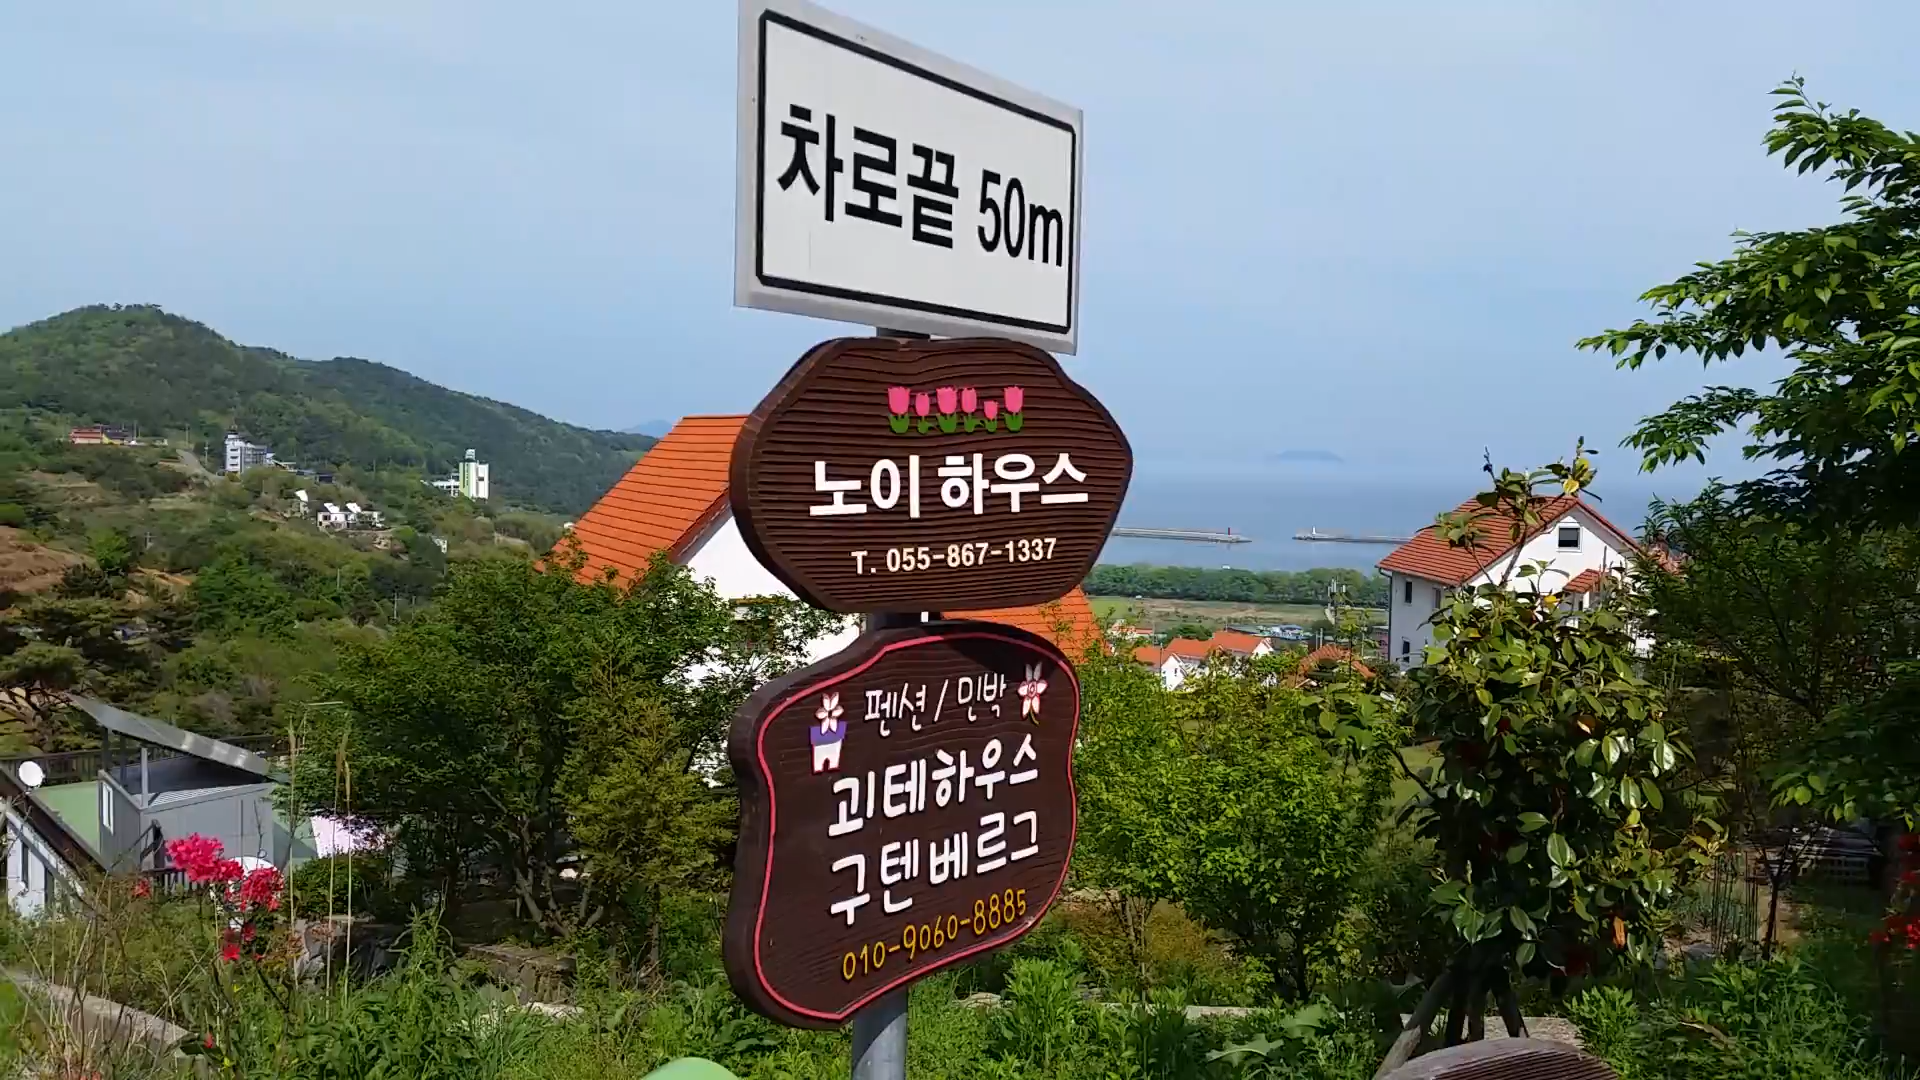 차로끝 50m
노이 하우스
T. 055-867-1337
펜션 / 민박
괴테하우스
구텐베르그
010-9060-8885